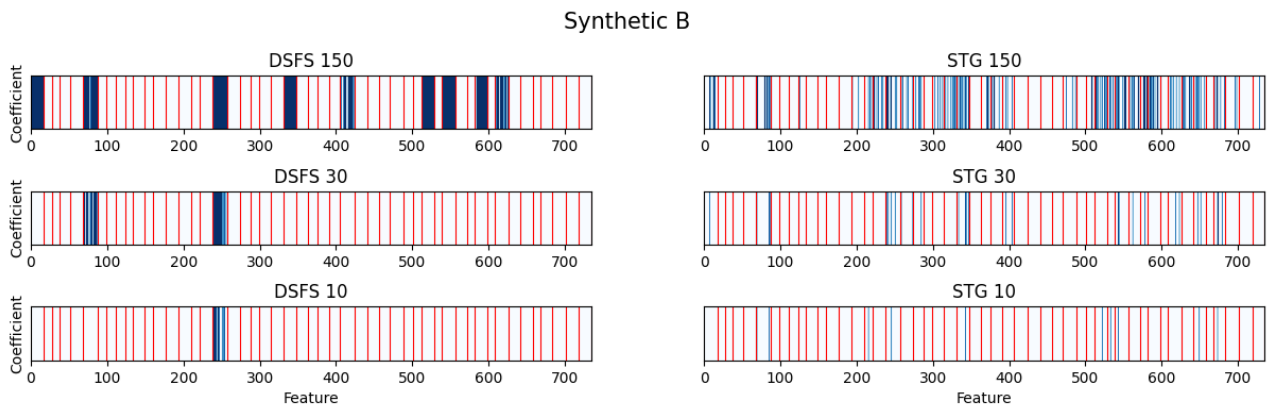 Synthetic B
DSFS 150
STG 150
Coefficient
0 100 200 300 400 500 600 700
0 100 200 300 400 500 600 700
DSFS 30
STG 30
0 100 200 300 400 500 600 700
0 100 200 300 400 500 600 700
DSFS 10
STG 10
Coefficient
0 100 200 300 400 500 600 700
0 100 200 300 400 500 600 700
Feature
Feature